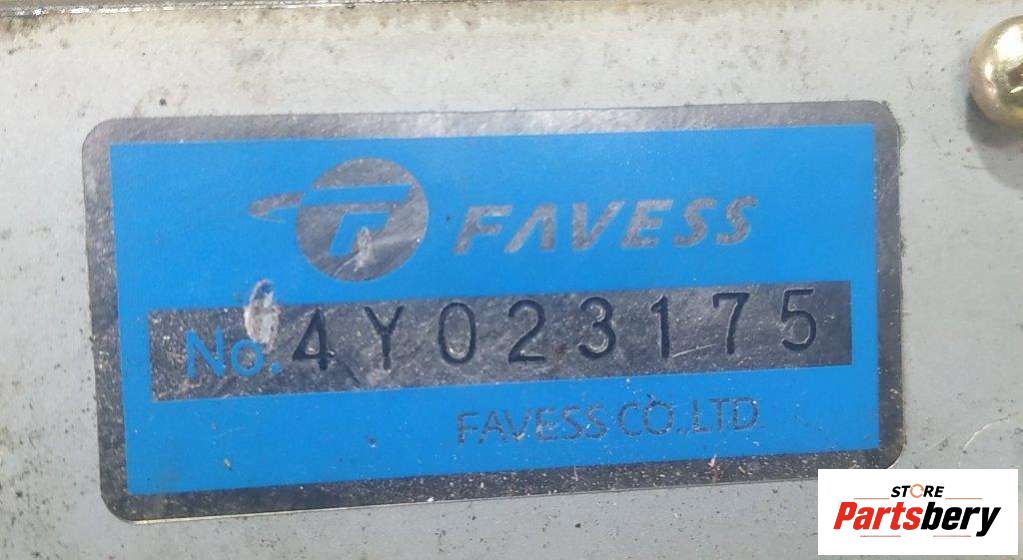 FAVESS
No. 4Y023175
FAVESS CO.,LTD.
STORE
Partsbery